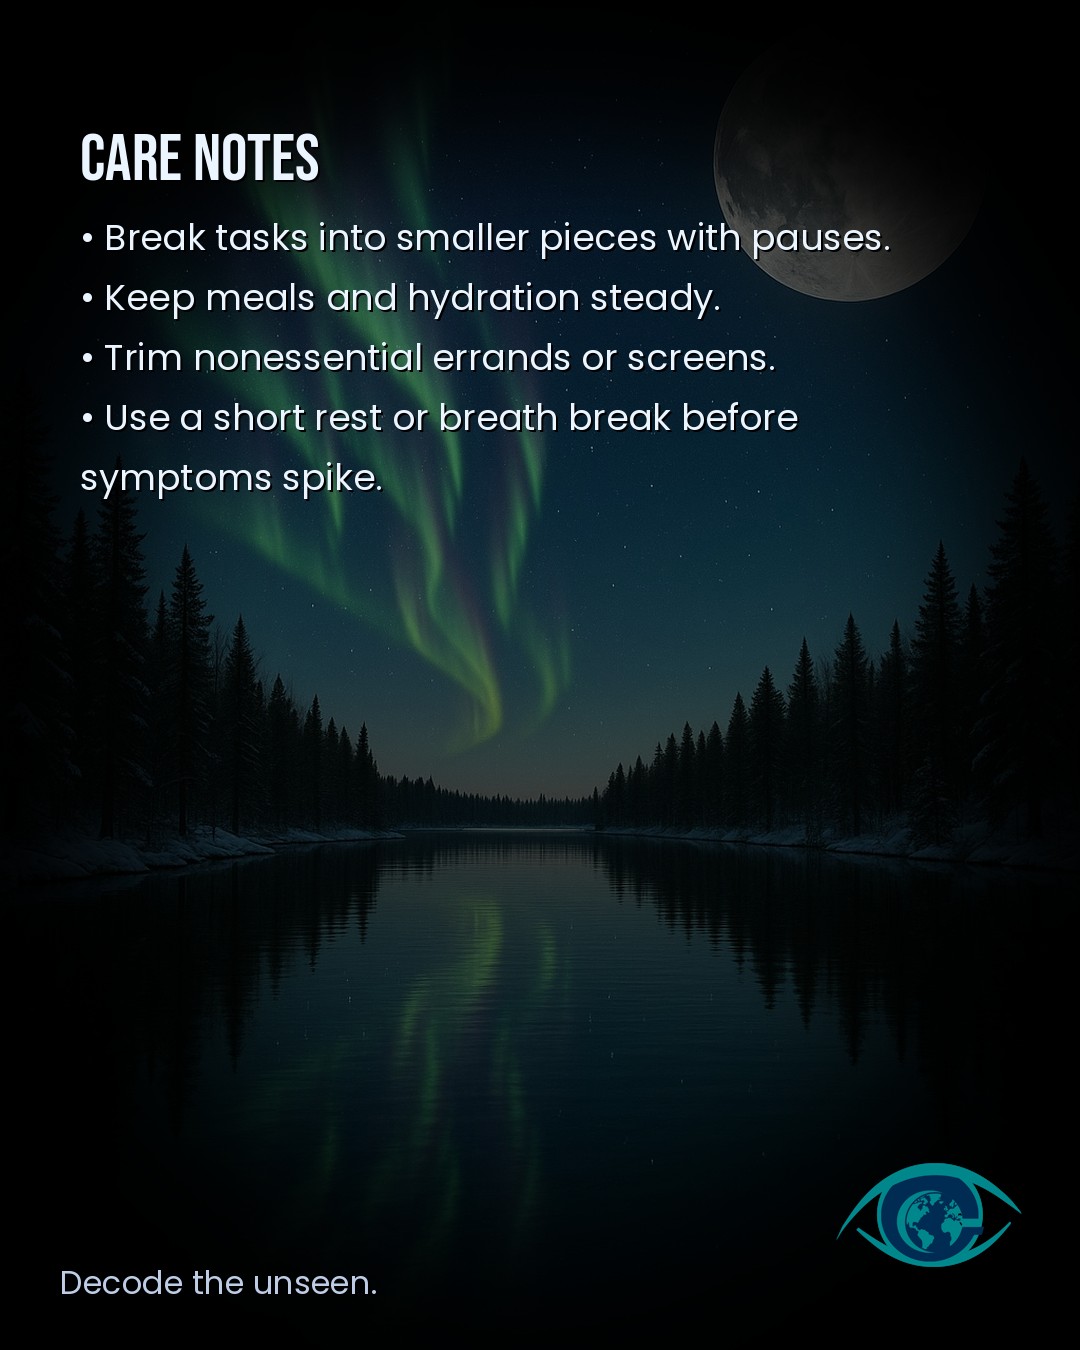 CARE NOTES
• Break tasks into smaller pieces with pauses.
• Keep meals and hydration steady.
• Trim nonessential errands or screens.
• Use a short rest or breath break before
symptoms spike.
Decode the unseen.